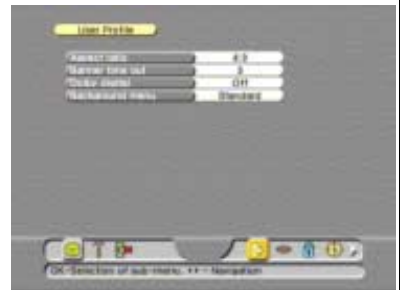 User Profile
Aspect ratio 4:3
Banner time out 3
Dolby digital Off
Background menu Standard
OK-Selection of sub-menu, ++ - Navigation